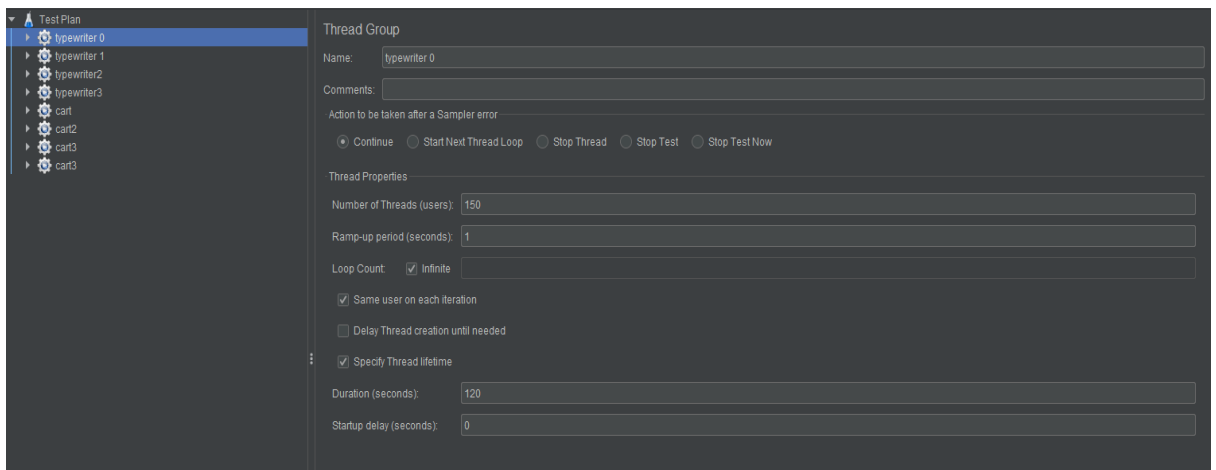 Test Plan
typewriter 0
typewriter 1
typewriter2
typewriter3
cart
cart2
cart3
cart3
Thread Group
Name: typewriter 0
Comments:
Action to be taken after a Sampler error
Continue Start Next Thread Loop Stop Thread Stop Test Stop Test Now
Thread Properties
Number of Threads (users): 150
Ramp-up period (seconds): 1
Loop Count: Infinite
Same user on each iteration
Delay Thread creation until needed
Specify Thread lifetime
Duration (seconds): 120
Startup delay (seconds): 0